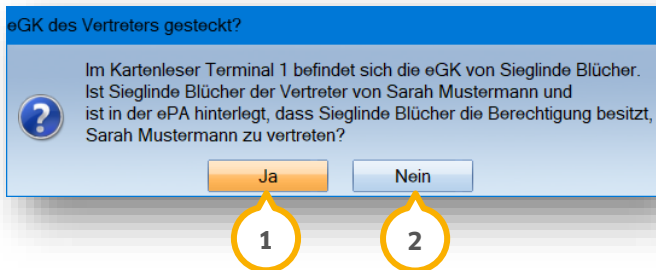 eGK des Vertreters gesteckt?
Im Kartenleser Terminal 1 befindet sich die eGK von Sieglinde Blücher.
Ist Sieglinde Blücher der Vertreter von Sarah Mustermann und
ist in der ePA hinterlegt, dass Sieglinde Blücher die Berechtigung besitzt,
Sarah Mustermann zu vertreten?
Ja Nein
1 2